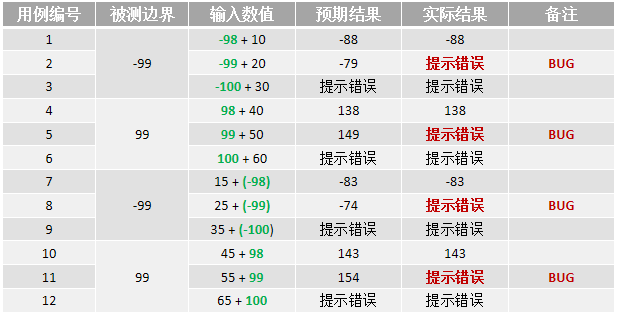 用例编号 被测边界 输入数值 预期结果 实际结果 备注
1 -98 + 10 -88 -88
2 -99 -99 + 20 -79 提示错误 BUG
3 -100 + 30 提示错误 提示错误
4 98 + 40 138 138
5 99 99 + 50 149 提示错误 BUG
6 100 + 60 提示错误 提示错误
7 15 + (-98) -83 -83
8 -99 25 + (-99) -74 提示错误 BUG
9 35 + (-100) 提示错误 提示错误
10 45 + 98 143 143
11 99 55 + 99 154 提示错误 BUG
12 65 + 100 提示错误 提示错误